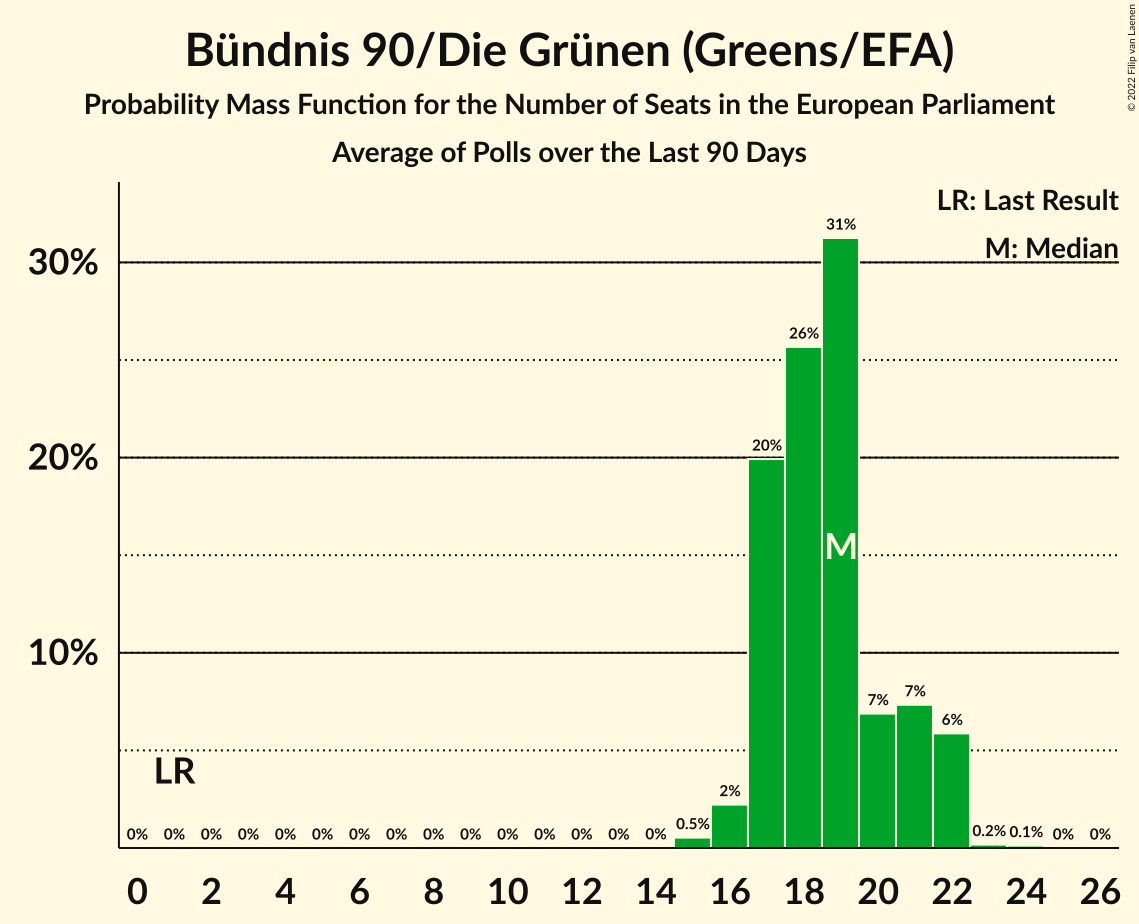 Bündnis 90/Die Grünen (Greens/EFA)
Probability Mass Function for the Number of Seats in the European Parliament
Average of Polls over the Last 90 Days
© 2022 Filip van Laenen
LR: Last Result
M: Median
30%
20%
10%
31%
26%
20%
M
7%
7%
6%
2%
LR
0% 0% 0% 0% 0% 0% 0% 0% 0% 0% 0% 0% 0% 0% 0% 0.5% 0.2% 0.1% 0% 0%
0 2 4 6 8 10 12 14 16 18 20 22 24 26